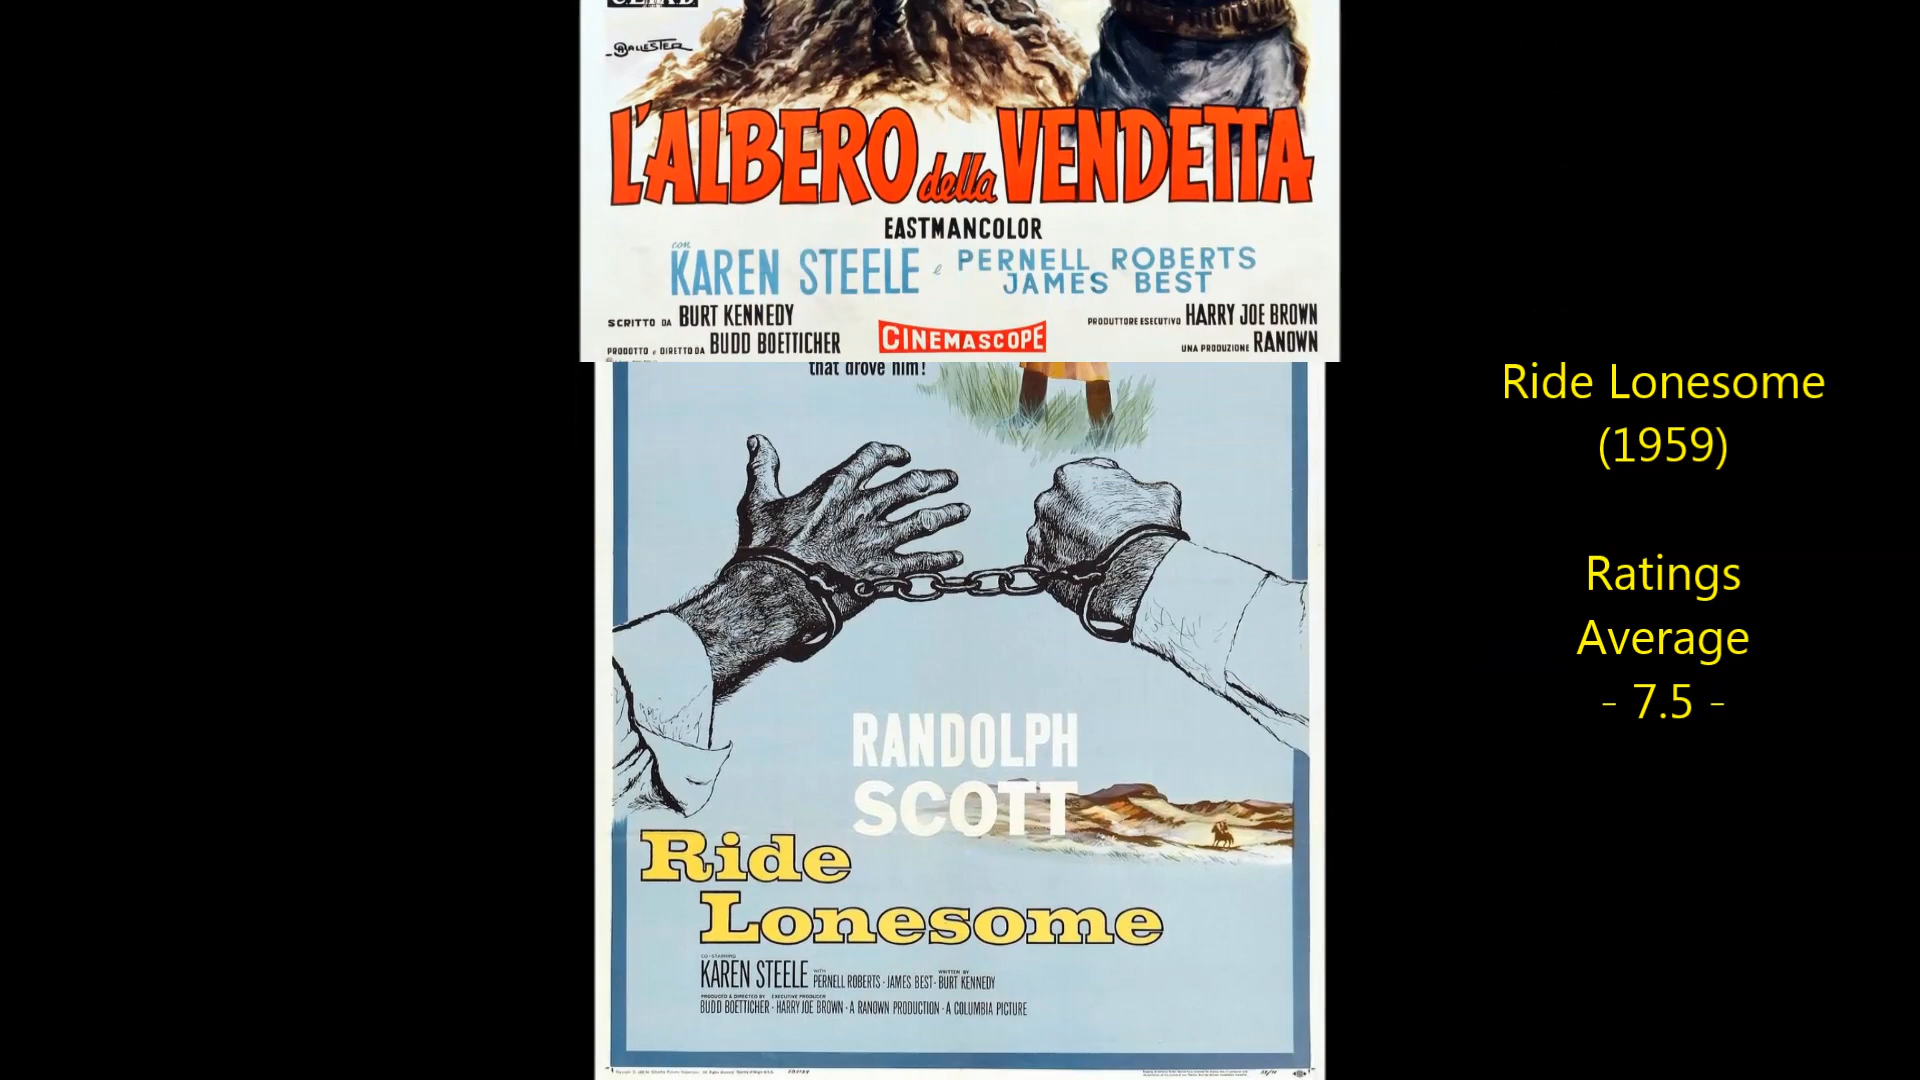 BALLESTER
L'ALBERO della VENDETTA
EASTMANCOLOR
con
KAREN STEELE e PERNELL ROBERTS
JAMES BEST
SCRITTO DA BURT KENNEDY
PRODOTTO e DIRETTO DA BUDD BOETTICHER
CINEMASCOPE
PRODUTTORE ESECUTIVO HARRY JOE BROWN
UNA PRODUZIONE RANOWN
that drove him!
RANDOLPH
SCOTT
Ride
Lonesome
CO-STARRING
KAREN STEELE WITH PERNELL ROBERTS · JAMES BEST · WRITTEN BY BURT KENNEDY
PRODUCED & DIRECTED BY BUDD BOETTICHER · EXECUTIVE PRODUCER HARRY JOE BROWN · A RANOWN PRODUCTION · A COLUMBIA PICTURE
Ride Lonesome
(1959)
Ratings
Average
- 7.5 -